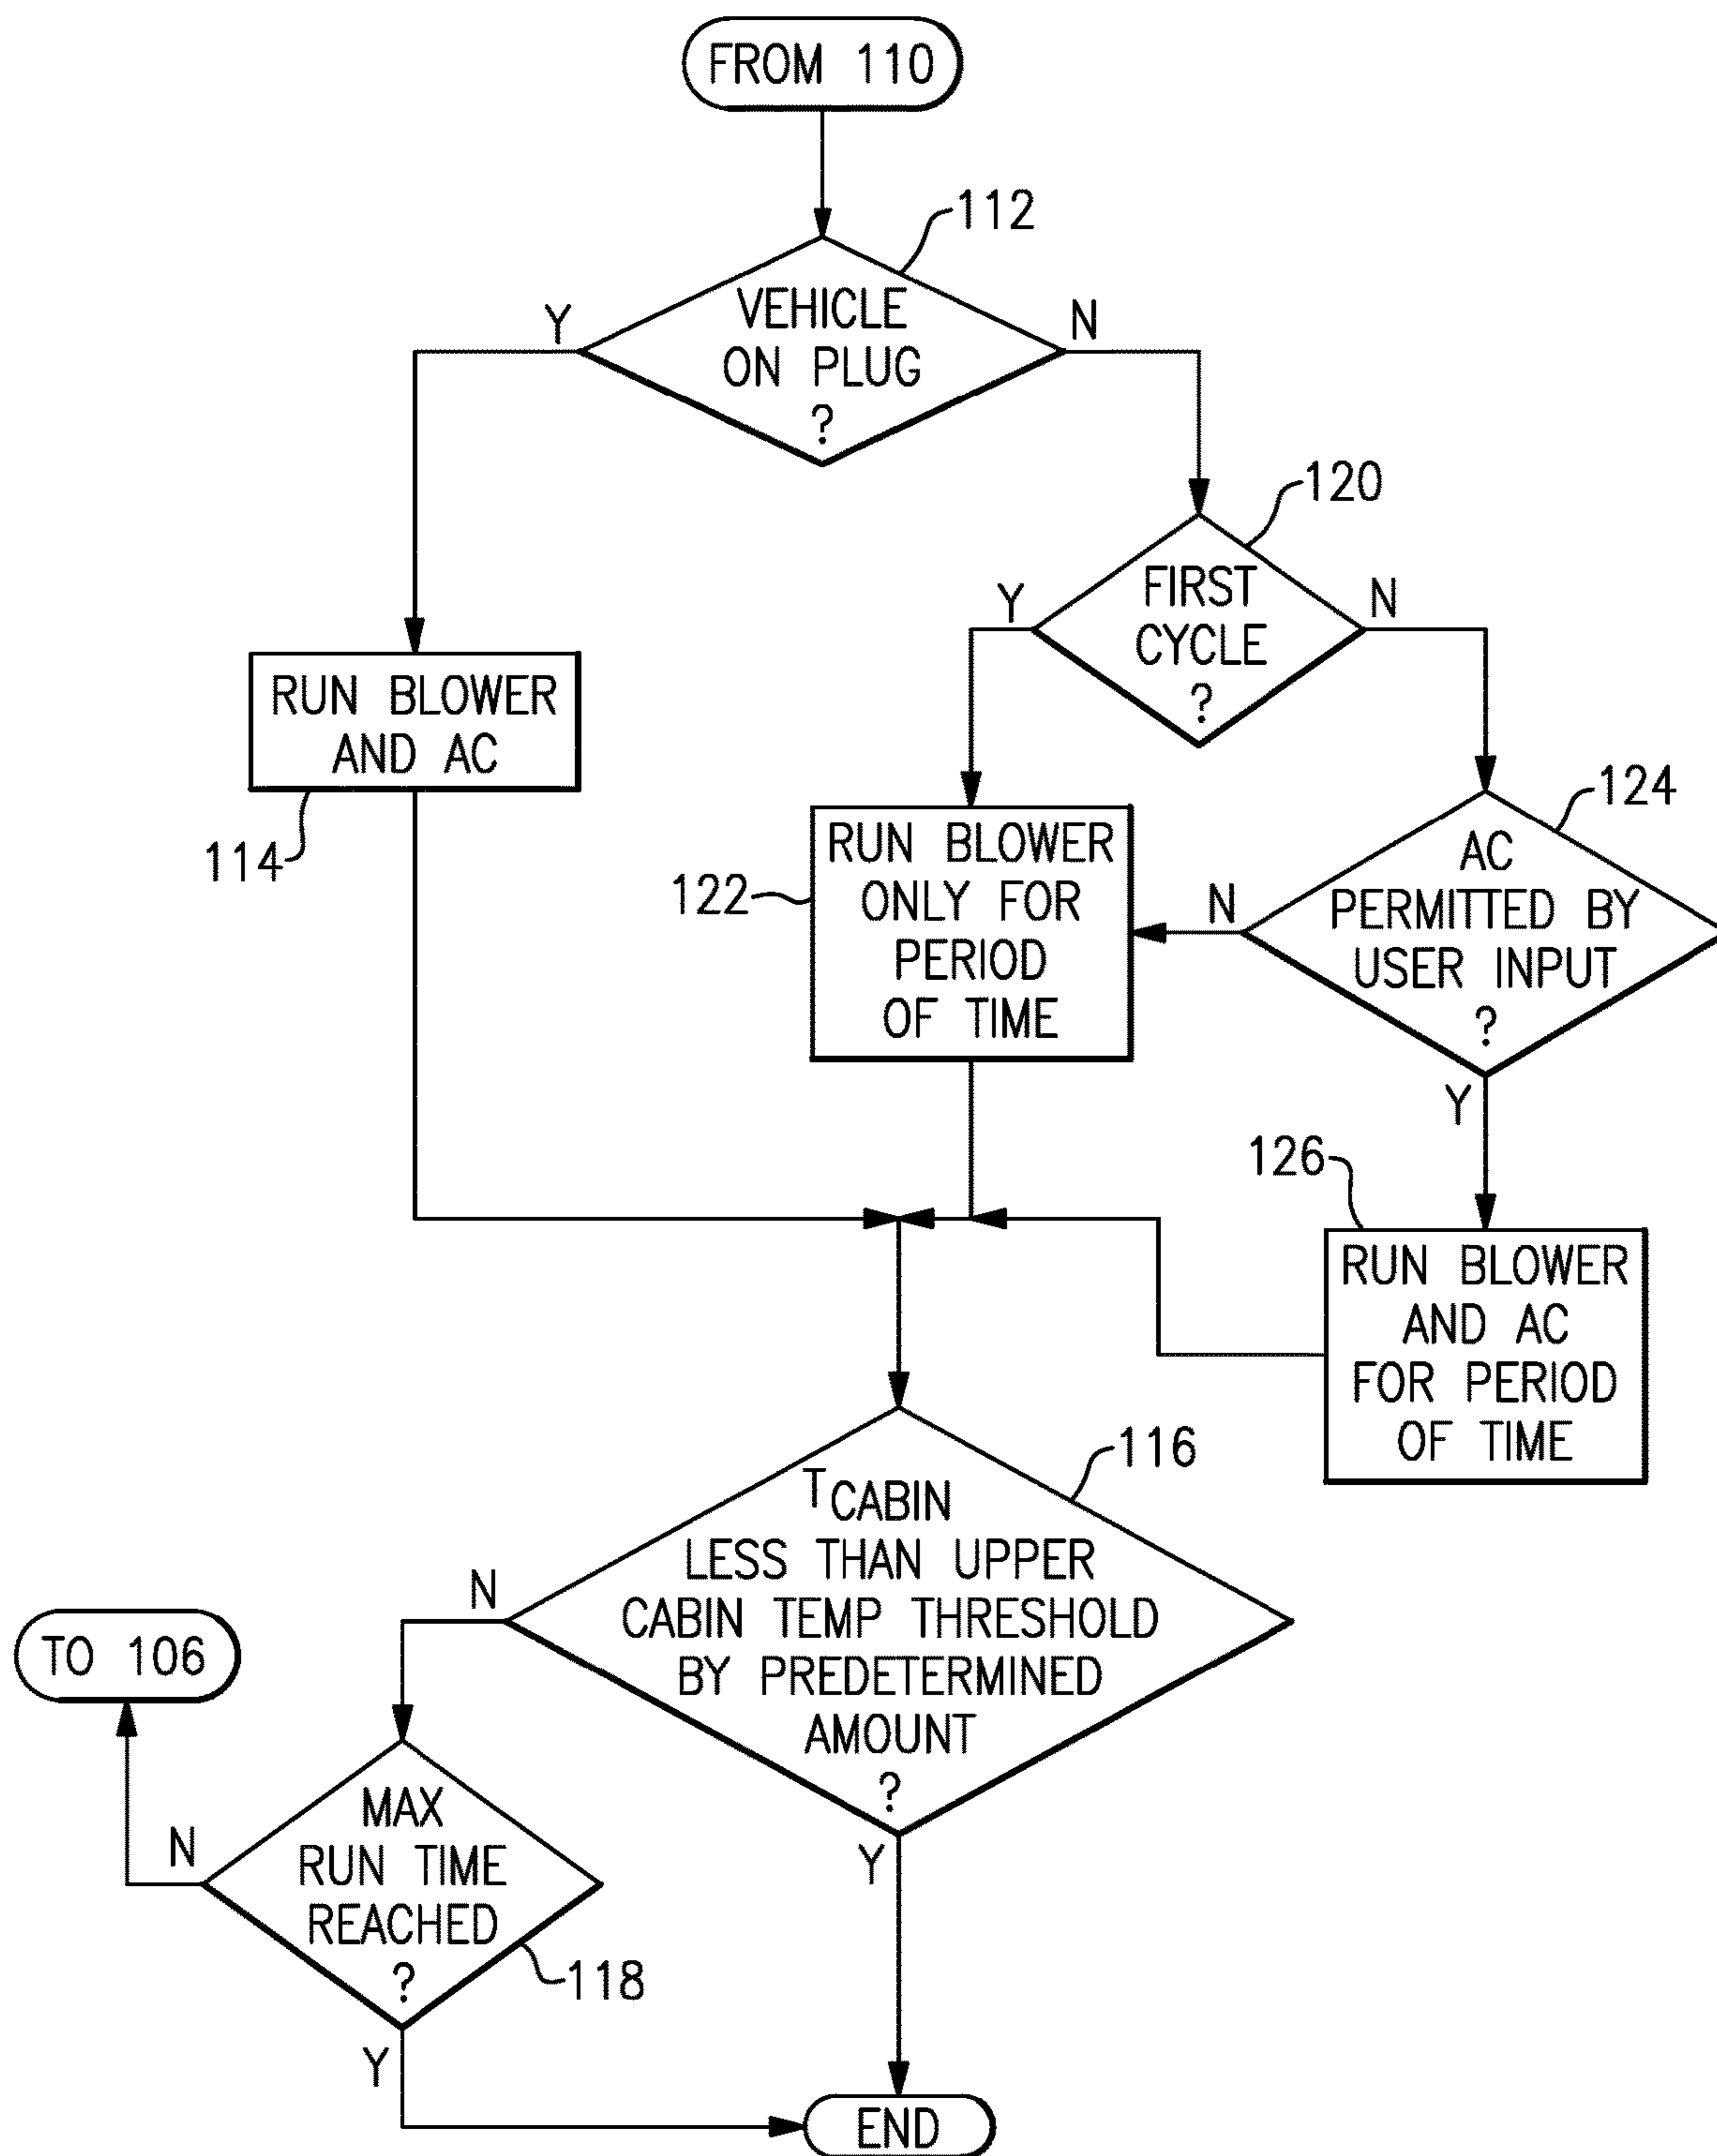 FROM 110
112
Y
VEHICLE
ON PLUG
?
N
120
Y
FIRST
CYCLE
?
N
RUN BLOWER
AND AC
114
122
RUN BLOWER
ONLY FOR
PERIOD
OF TIME
124
N
AC
PERMITTED BY
USER INPUT
?
Y
126
RUN BLOWER
AND AC
FOR PERIOD
OF TIME
116
N
TCABIN
LESS THAN UPPER
CABIN TEMP THRESHOLD
BY PREDETERMINED
AMOUNT
?
Y
TO 106
N
MAX
RUN TIME
REACHED
?
118
Y
END